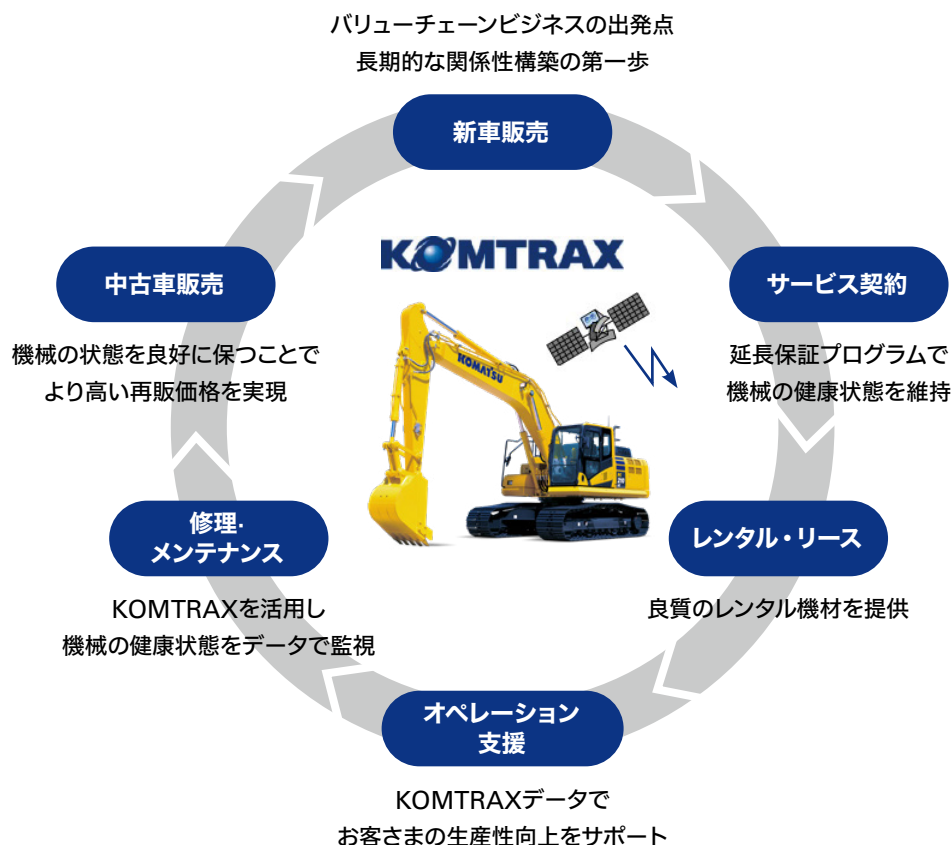 バリューチェーンビジネスの出発点
長期的な関係性構築の第一歩
新車販売
KOMTRAX
中古車販売
機械の状態を良好に保つことで
より高い再販価格を実現
サービス契約
延長保証プログラムで
機械の健康状態を維持
KOMATSU
修理・
メンテナンス
KOMTRAXを活用し
機械の健康状態をデータで監視
レンタル・リース
良質のレンタル機材を提供
オペレーション
支援
KOMTRAXデータで
お客さまの生産性向上をサポート